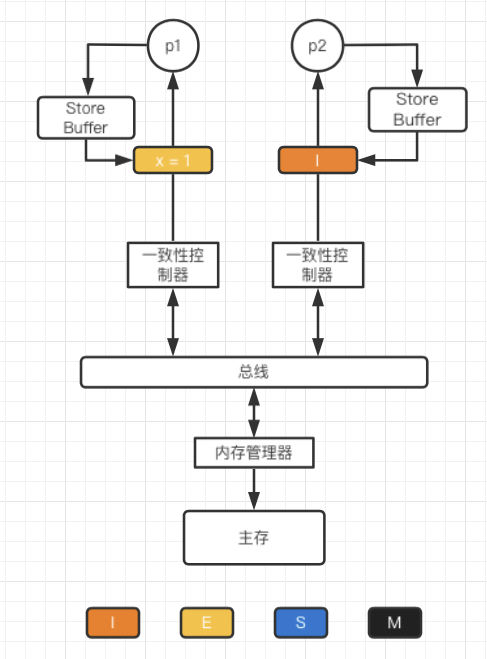 p1
p2
Store
Buffer
Store
Buffer
x = 1
I
一致性控
制器
一致性控
制器
总线
内存管理器
主存
I
E
S
M